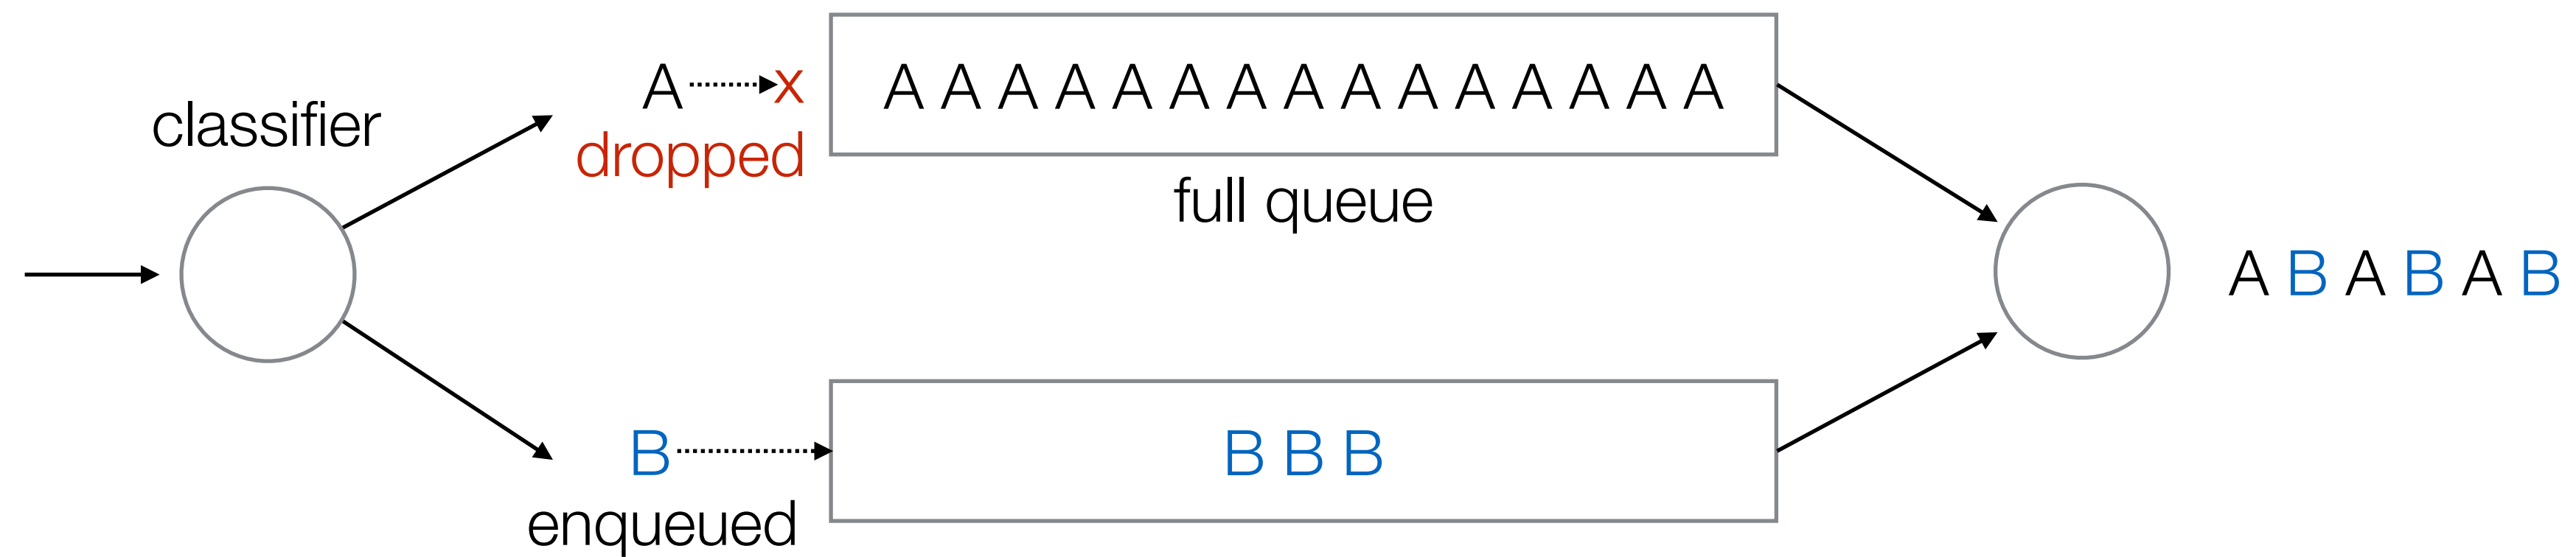 classifier
A x
dropped
A A A A A A A A A A A A A A A
full queue
A B A B A B
B
enqueued
B B B